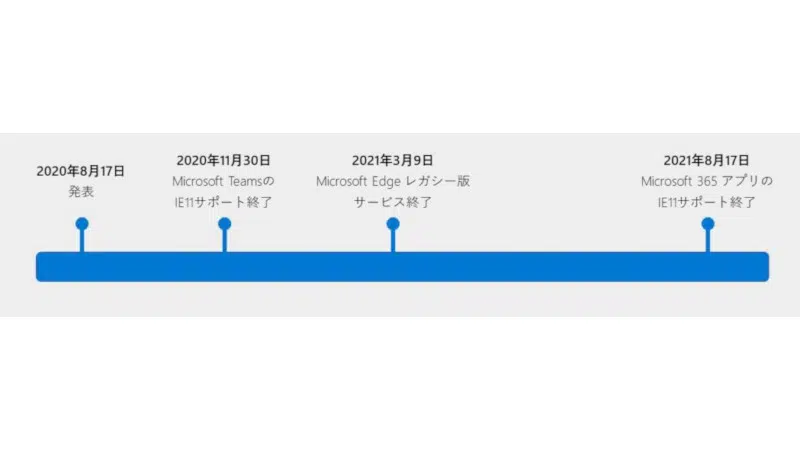 2020年8月17日
発表
2020年11月30日
Microsoft Teamsの
IE11サポート終了
2021年3月9日
Microsoft Edge レガシー版
サービス終了
2021年8月17日
Microsoft 365 アプリの
IE11サポート終了